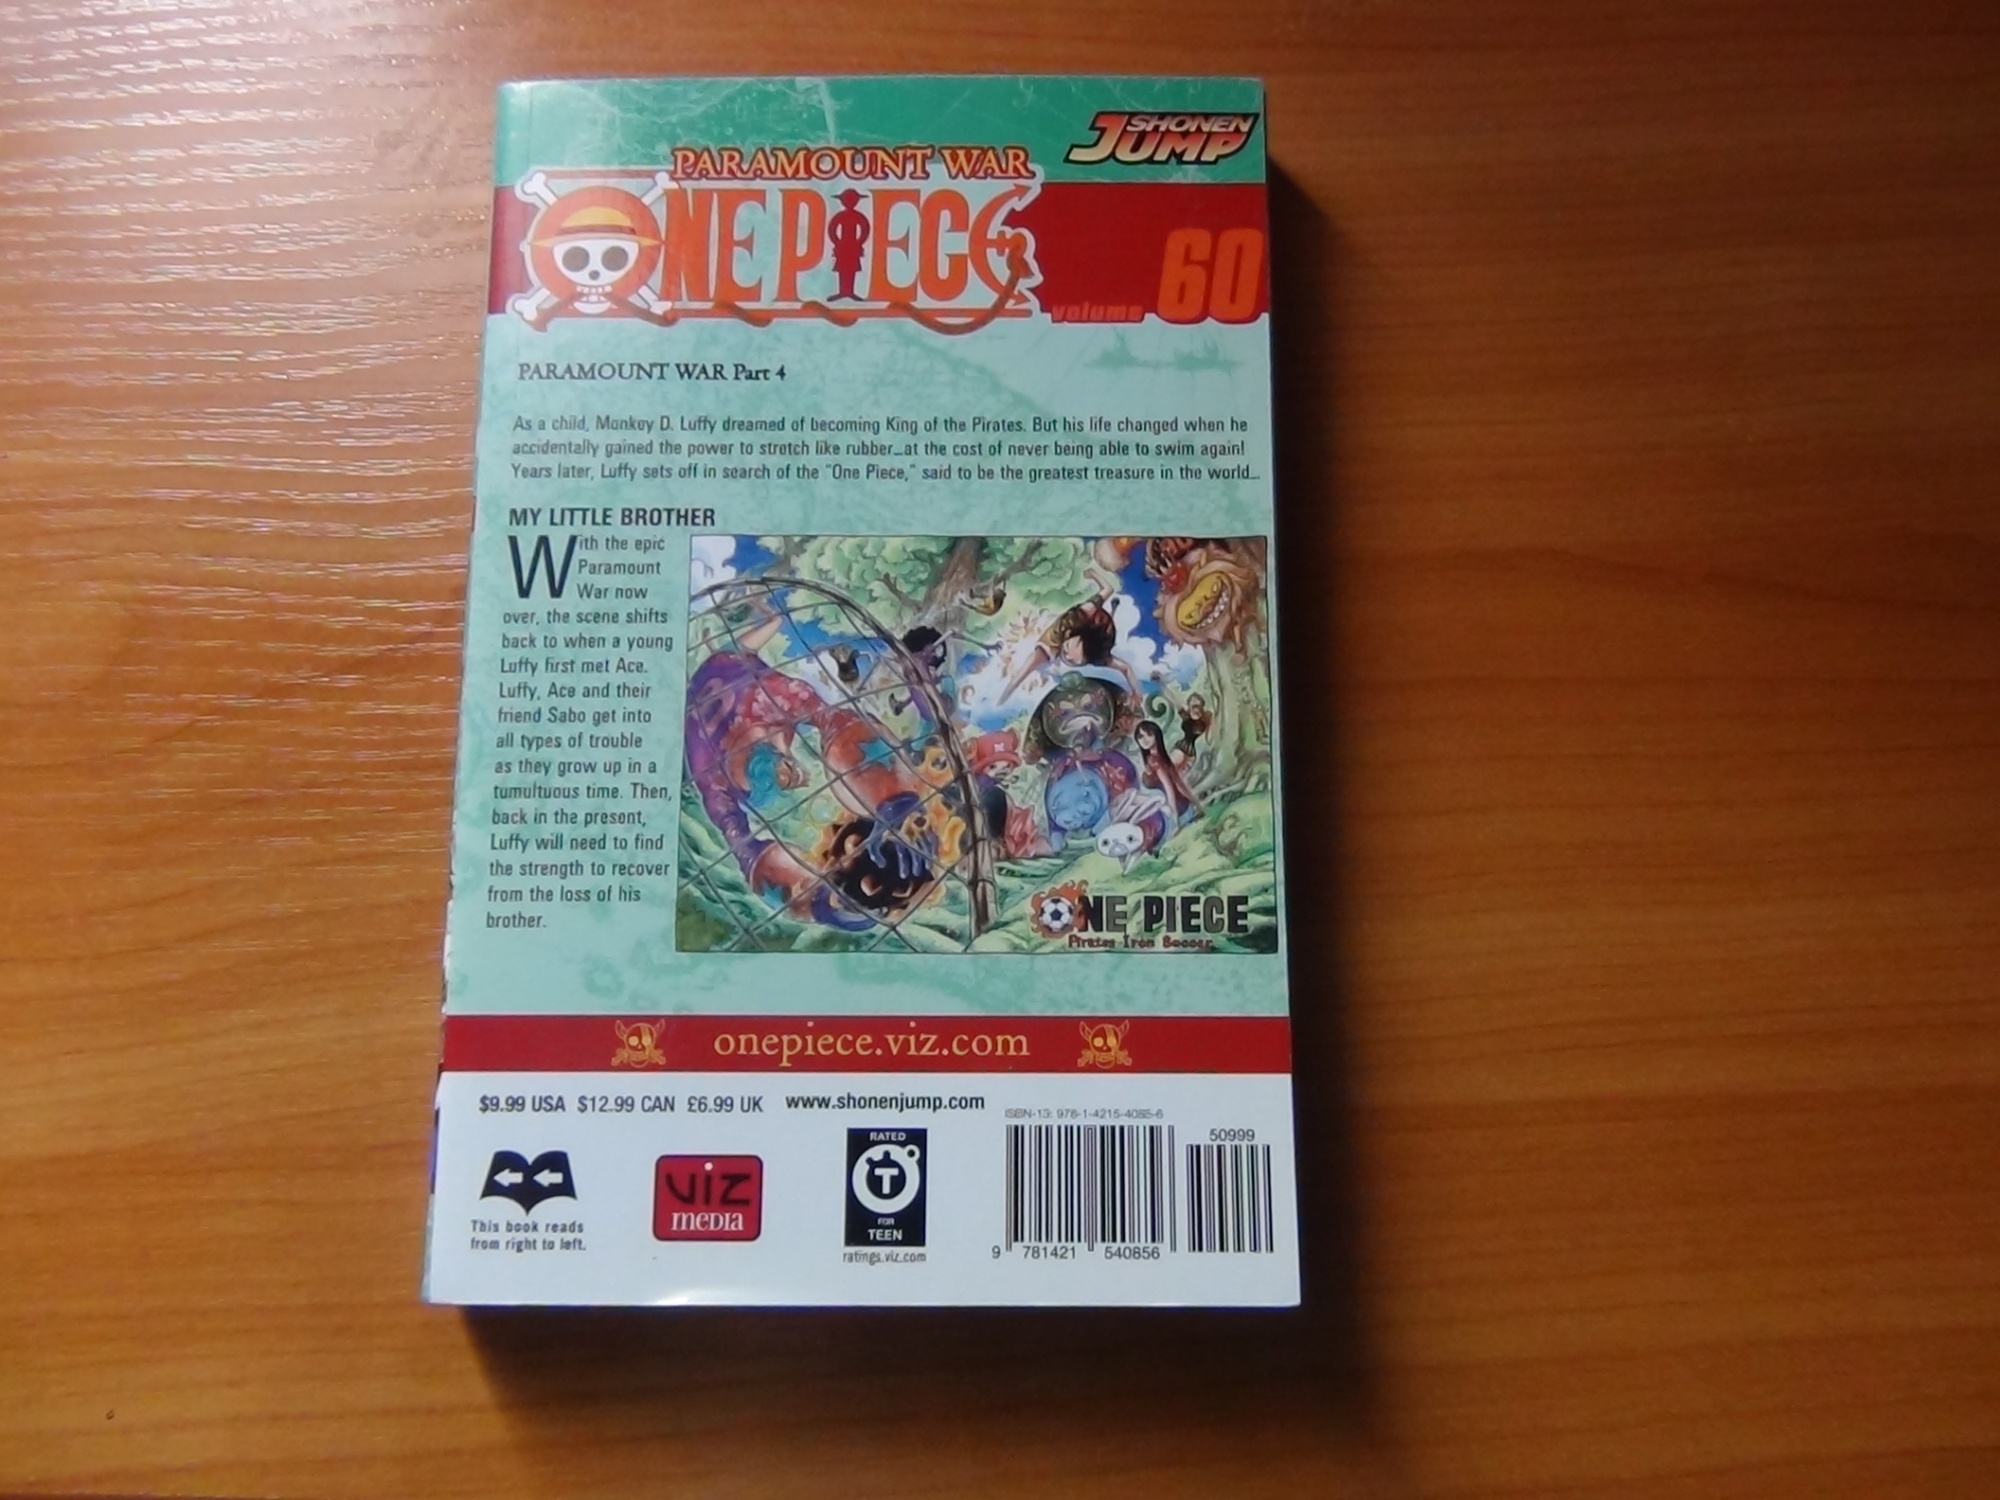 SHONEN
JUMP
PARAMOUNT WAR
ONE PIECE
volume 60
PARAMOUNT WAR Part 4
As a child, Monkey D. Luffy dreamed of becoming King of the Pirates. But his life changed when he
accidentally gained the power to stretch like rubber...at the cost of never being able to swim again!
Years later, Luffy sets off in search of the "One Piece," said to be the greatest treasure in the world...
MY LITTLE BROTHER
With the epic
Paramount
War now
over, the scene shifts
back to when a young
Luffy first met Ace.
Luffy, Ace and their
friend Sabo get into
all types of trouble
as they grow up in a
tumultuous time. Then,
back in the present,
Luffy will need to find
the strength to recover
from the loss of his
brother.
ONE PIECE
Pirates Iron Soccer
onepiece.viz.com
$9.99 USA $12.99 CAN £6.99 UK www.shonenjump.com
ISBN-13: 978-1-4215-4085-6
50999
This book reads
from right to left.
VIZ
MEDIA
RATED
T
FOR
TEEN
ratings.viz.com
9 781421 540856